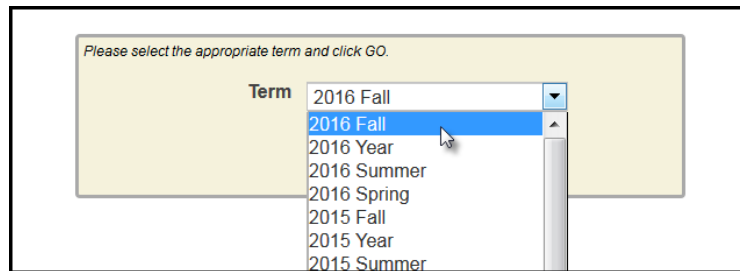 Please select the appropriate term and click GO.
Term 2016 Fall
2016 Fall
2016 Year
2016 Summer
2016 Spring
2015 Fall
2015 Year
2015 Summer